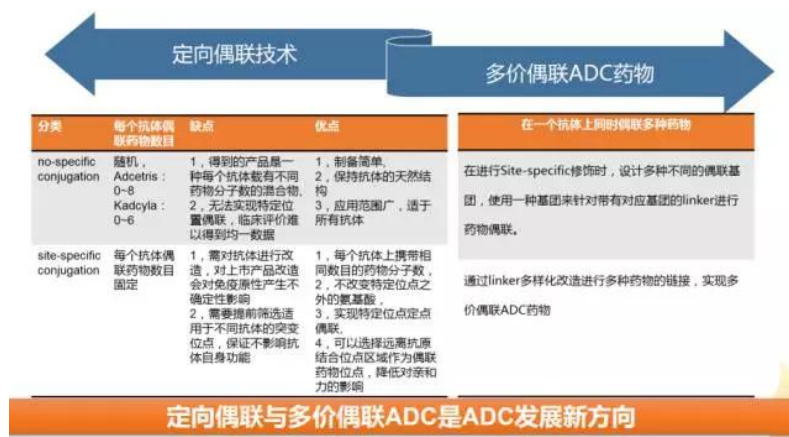 定向偶联技术
多价偶联ADC药物
分类
每个抗体偶
联药物数目
缺点
优点
no-specific
conjugation
随机，
Adcetris：
0~8
Kadcyla：
0~6
1，得到的产品是一
种每个抗体载有不同
药物分子数的混合物,
2，无法实现特定位
置偶联，临床评价难
以得到均一数据
1，制备简单,
2，保持抗体的天然结
构
3，应用范围广，适于
所有抗体
site-specific
conjugation
每个抗体偶
联药物数目
固定
1，需对抗体进行改
造，对上市产品改造
会对免疫原性产生不
确定性影响
2，需要提前筛选适
用于不同抗体的突变
位点，保证不影响抗
体自身功能
1，每个抗体上携带相
同数目的药物分子数，
2，不改变特定位点之
外的氨基酸，
3，实现特定位点定点
偶联,
4，可以选择远离抗原
结合位点区域作为偶联
药物位点，降低对亲和
力的影响
在一个抗体上同时偶联多种药物
在进行Site-specific修饰时，设计多种不同的偶联基
团，使用一种基团来针对带有对应基团的linker进行
药物偶联。
通过linker多样化改造进行多种药物的链接，实现多
价偶联ADC药物
定向偶联与多价偶联ADC是ADC发展新方向